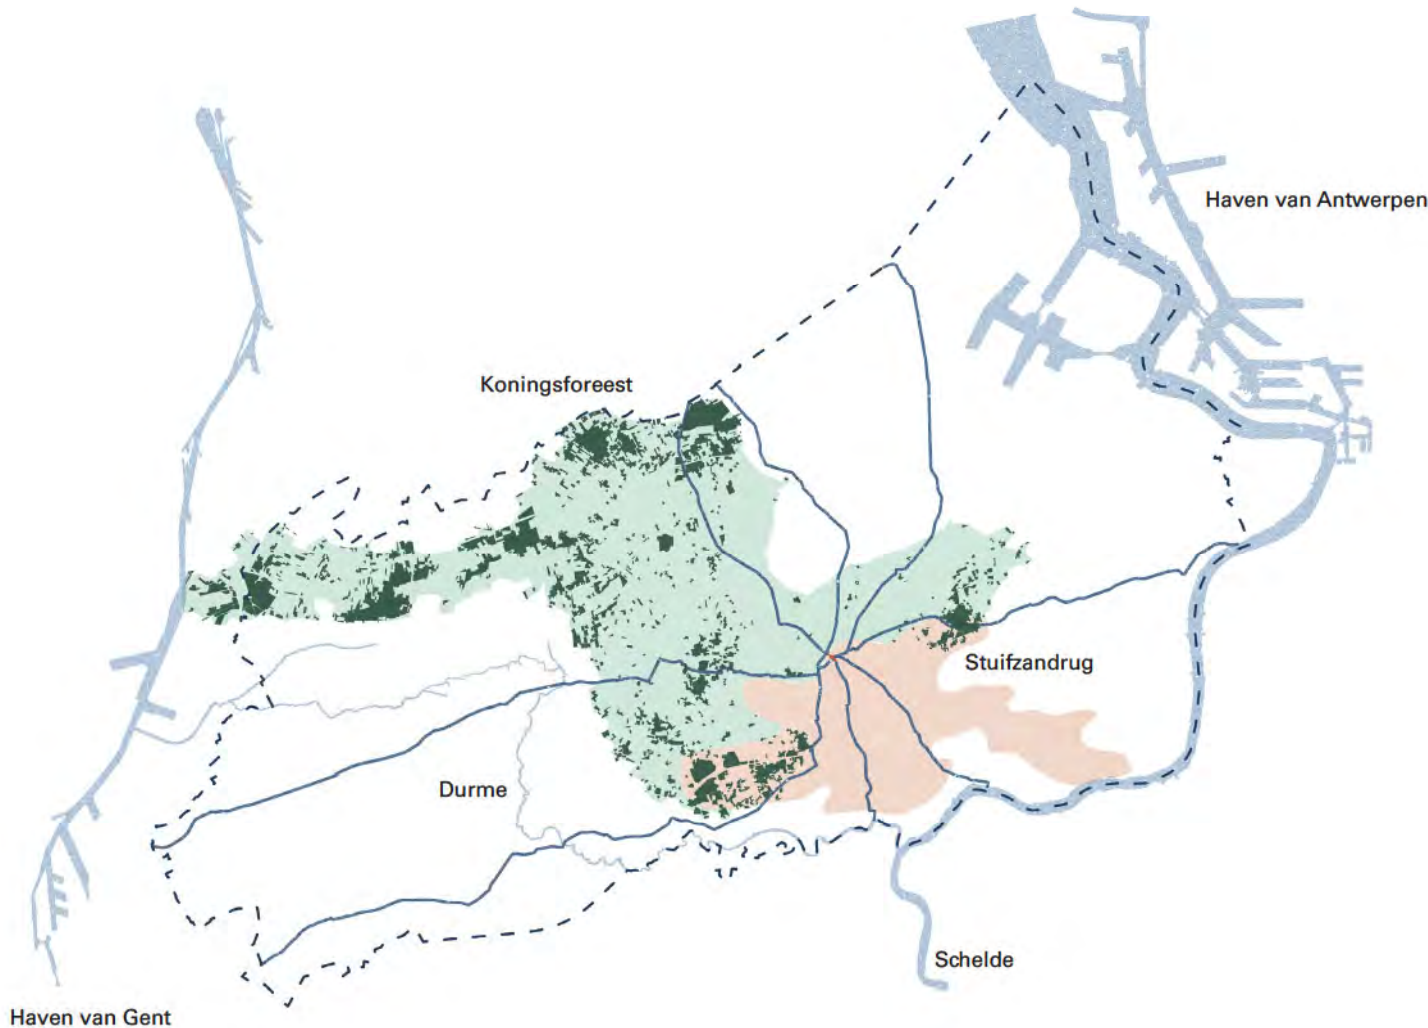 Haven van Antwerpen
Koningsforeest
Stuifzandrug
Durme
Schelde
Haven van Gent